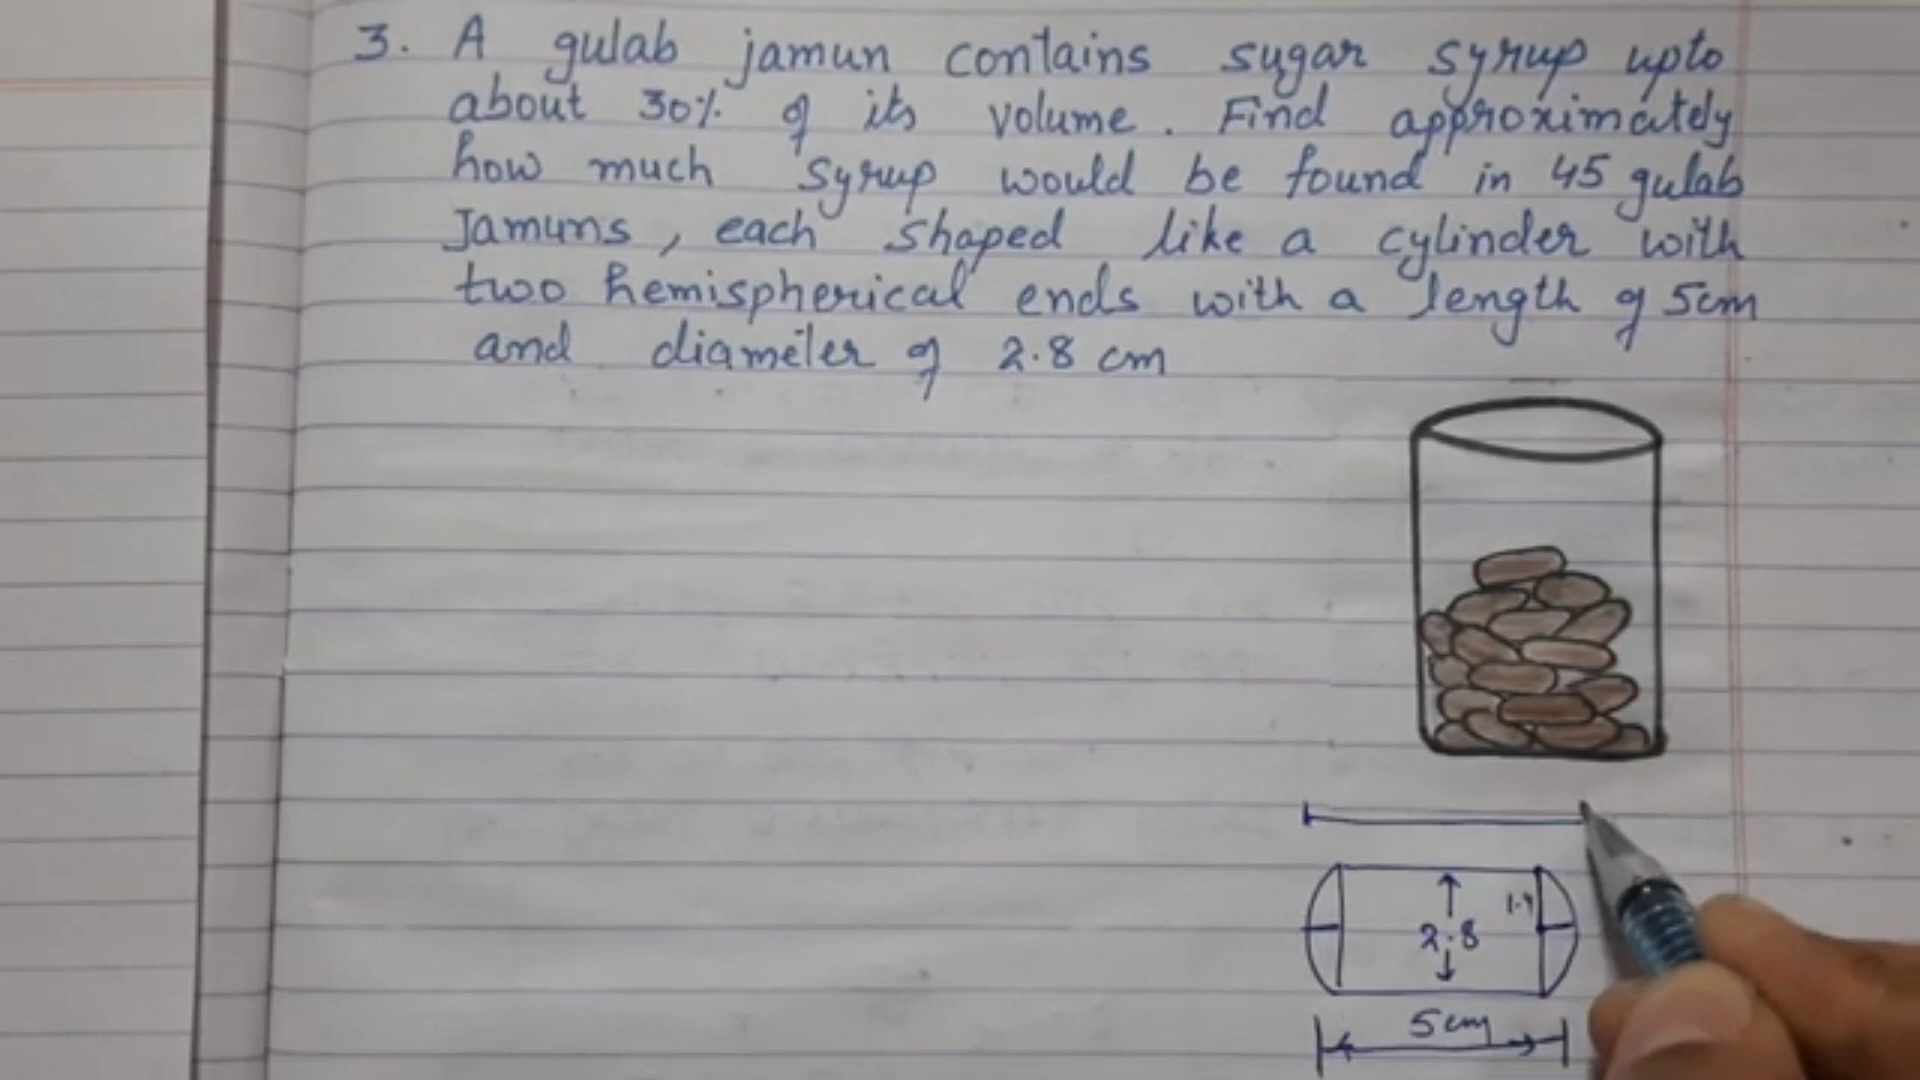 3. A gulab jamun contains sugar syrup upto
about 30% of its volume. Find approximately
how much syrup would be found in 45 gulab
Jamuns, each shaped like a cylinder with
two hemispherical ends with a length of 5cm
and diameter of 2.8 cm
1.4
2.8
5cm